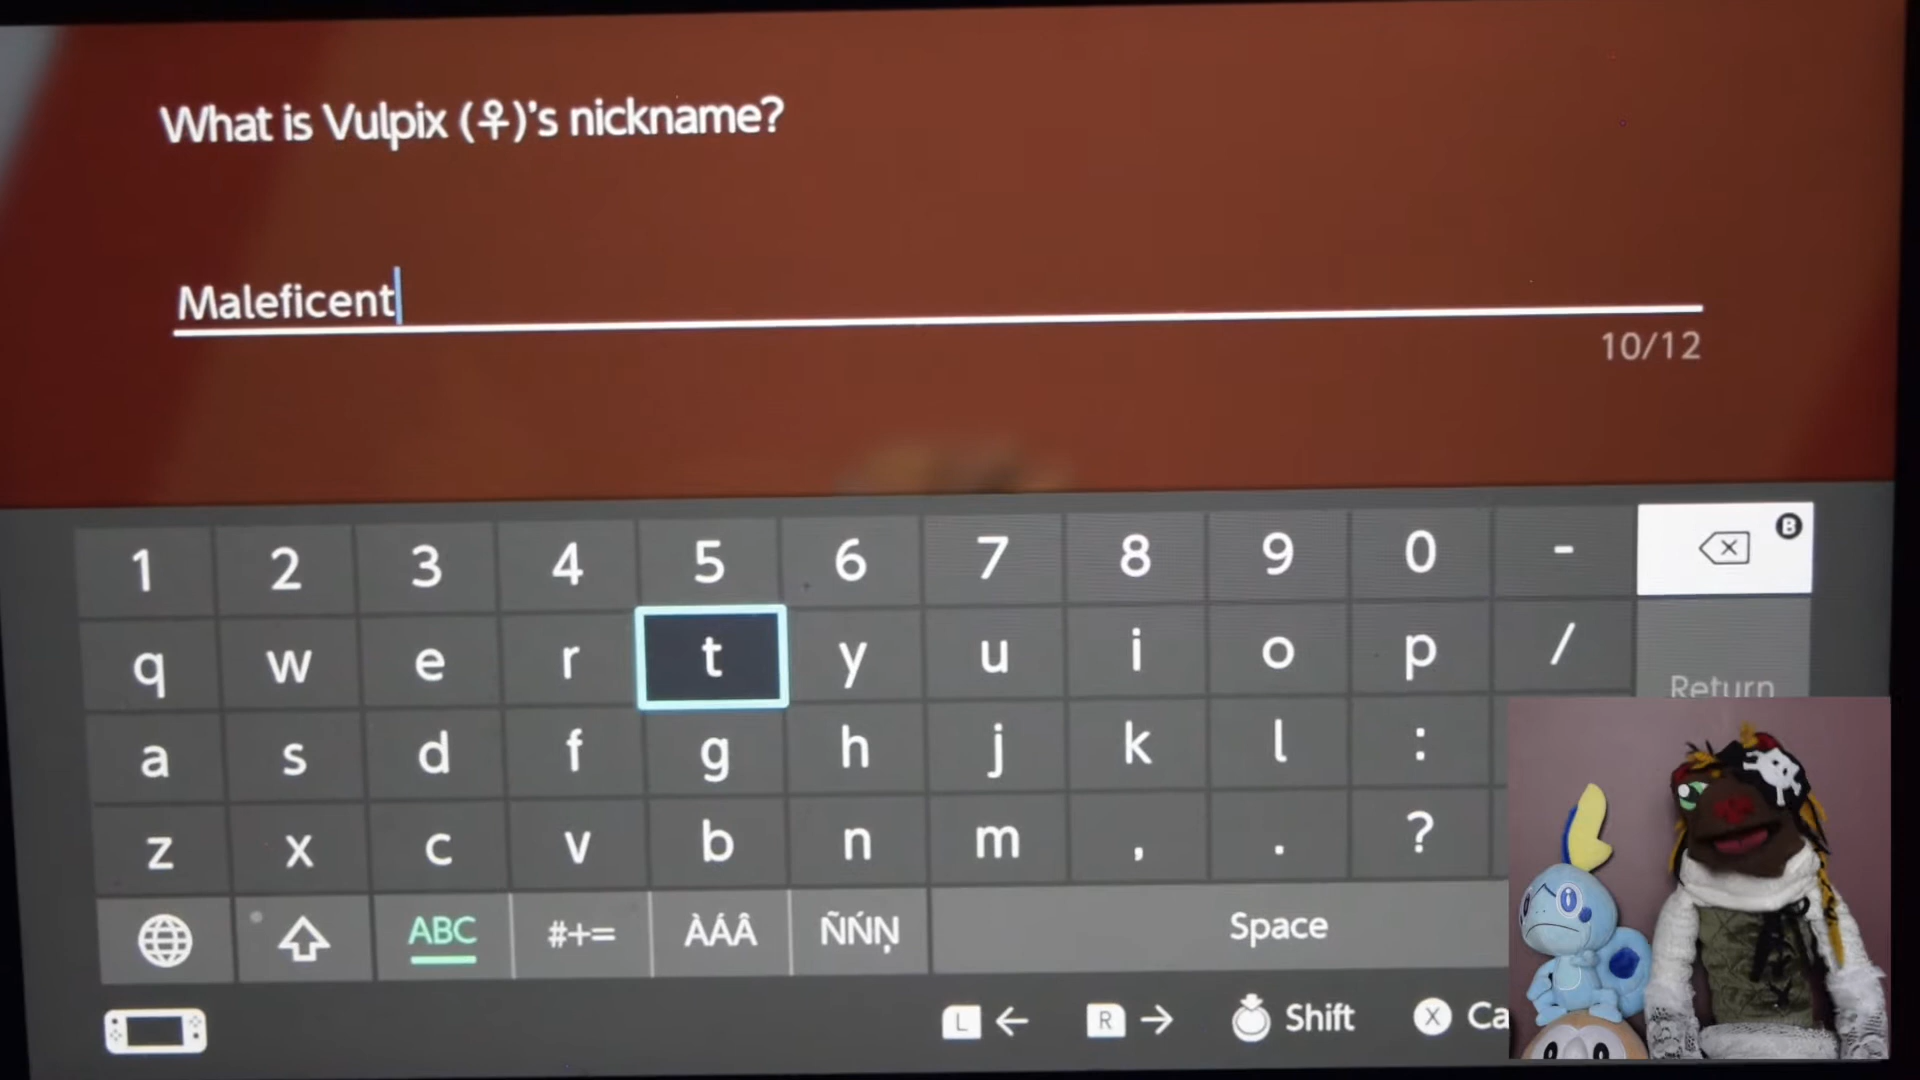 What is Vulpix (♀)'s nickname?
Maleficent
10/12
1 2 3 4 5 6 7 8 9 0 - B
q w e r t y u i o p /
Return
a s d f g h j k l :
z x c v b n m , . ?
ABC #+= ÀÁÂ ÑŃŅ Space
L ← R → Shift X Ca